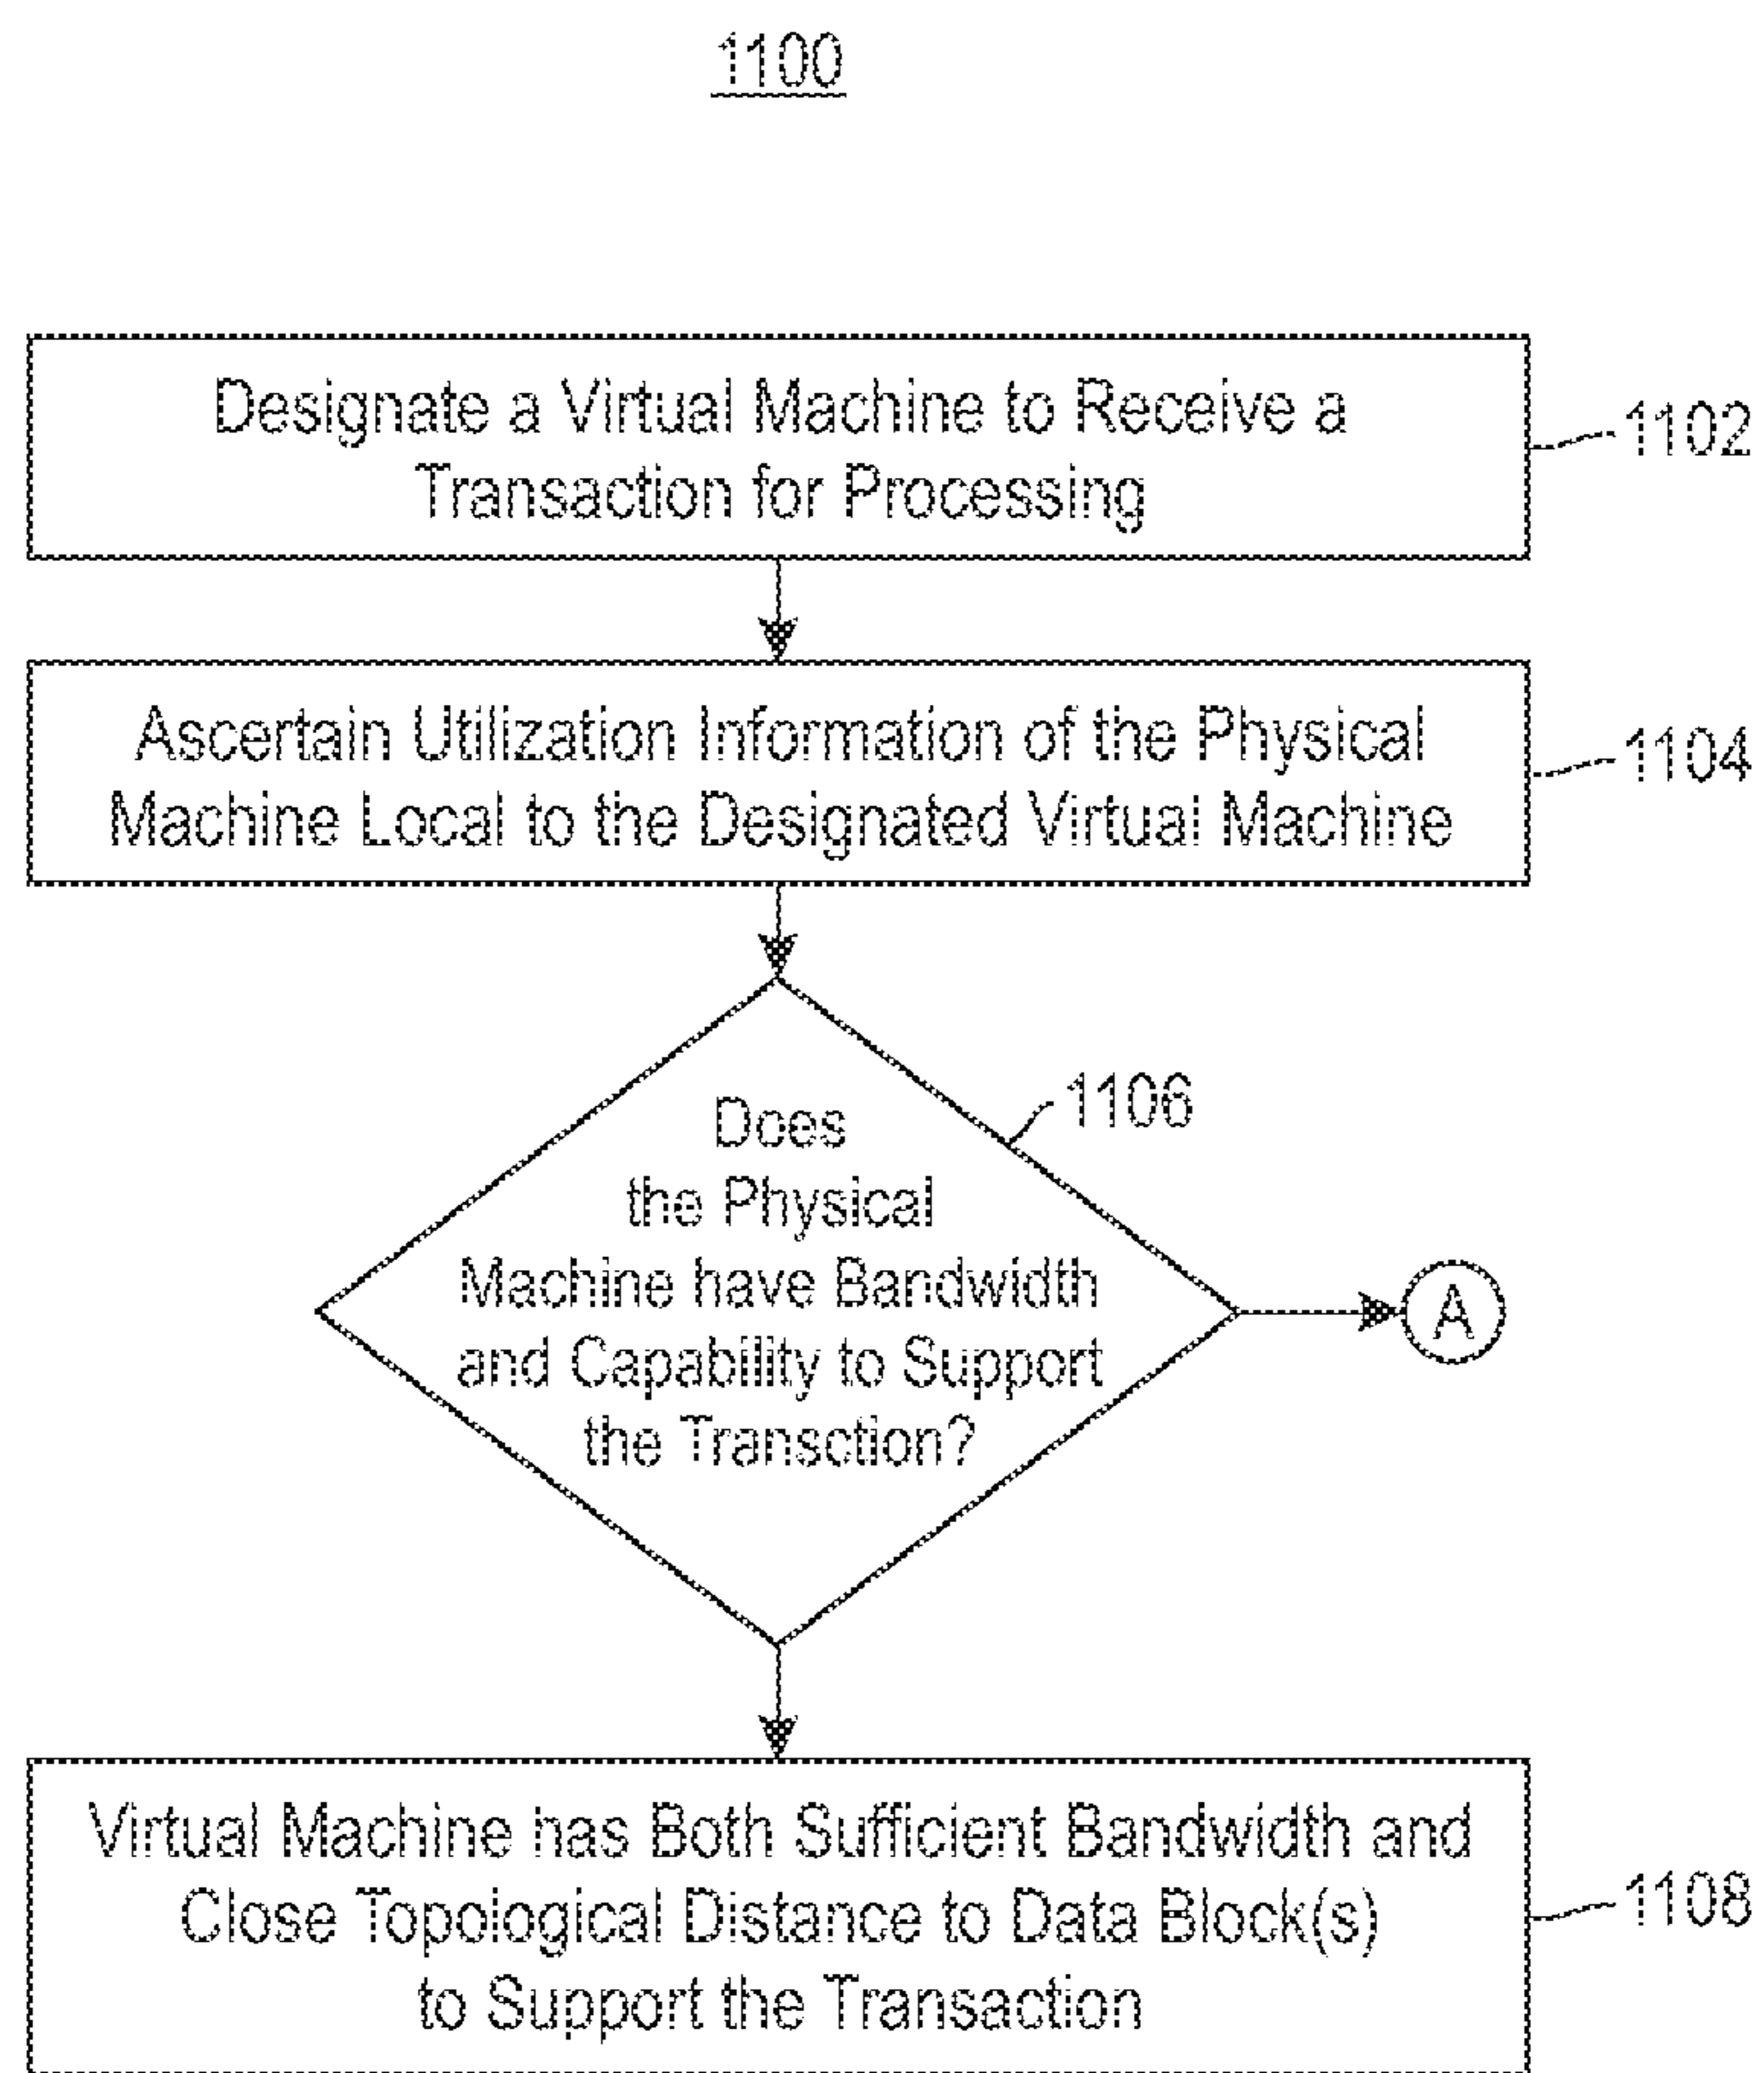 1100
Designate a Virtual Machine to Receive a
Transaction for Processing
1102
Ascertain Utilization Information of the Physical
Machine Local to the Designated Virtual Machine
1104
1106
Does
the Physical
Machine have Bandwidth
and Capability to Support
the Transction?
A
Virtual Machine has Both Sufficient Bandwidth and
Close Topological Distance to Data Block(s)
to Support the Transaction
1108